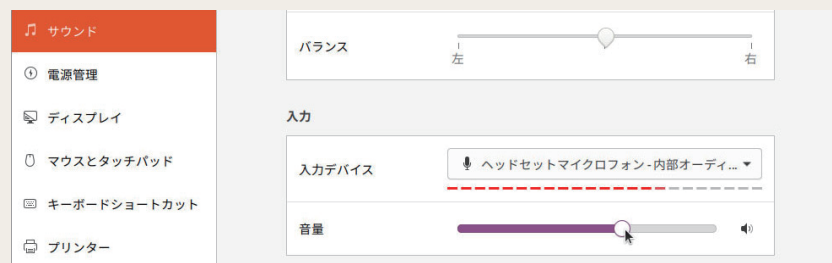 サウンド
電源管理
ディスプレイ
マウスとタッチパッド
キーボードショートカット
プリンター
バランス
左
右
入力
入力デバイス
ヘッドセットマイクロフォン - 内部オーディ...
音量